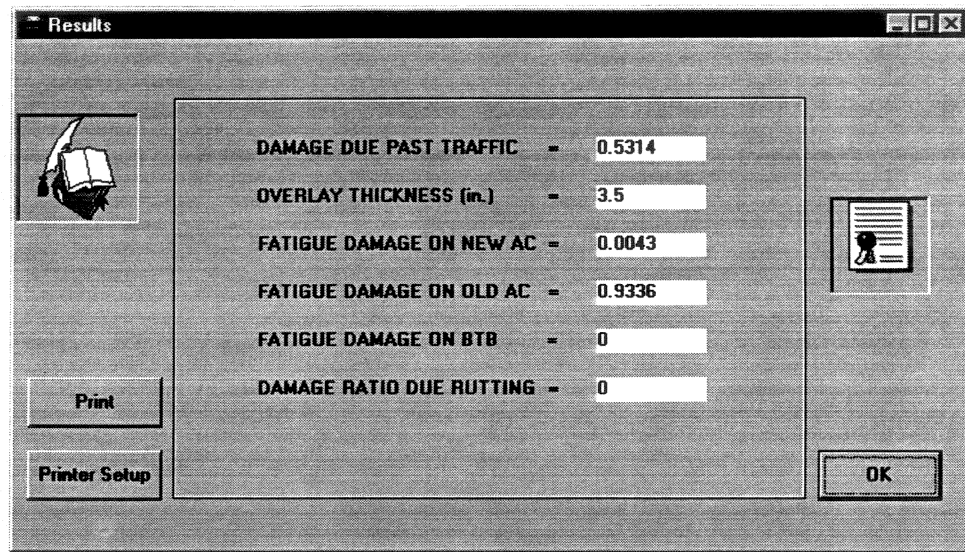 Results
DAMAGE DUE PAST TRAFFIC = 0.5314
OVERLAY THICKNESS (in.) = 3.5
FATIGUE DAMAGE ON NEW AC = 0.0043
FATIGUE DAMAGE ON OLD AC = 0.9336
FATIGUE DAMAGE ON BTB = 0
DAMAGE RATIO DUE RUTTING = 0
Print
Printer Setup
OK